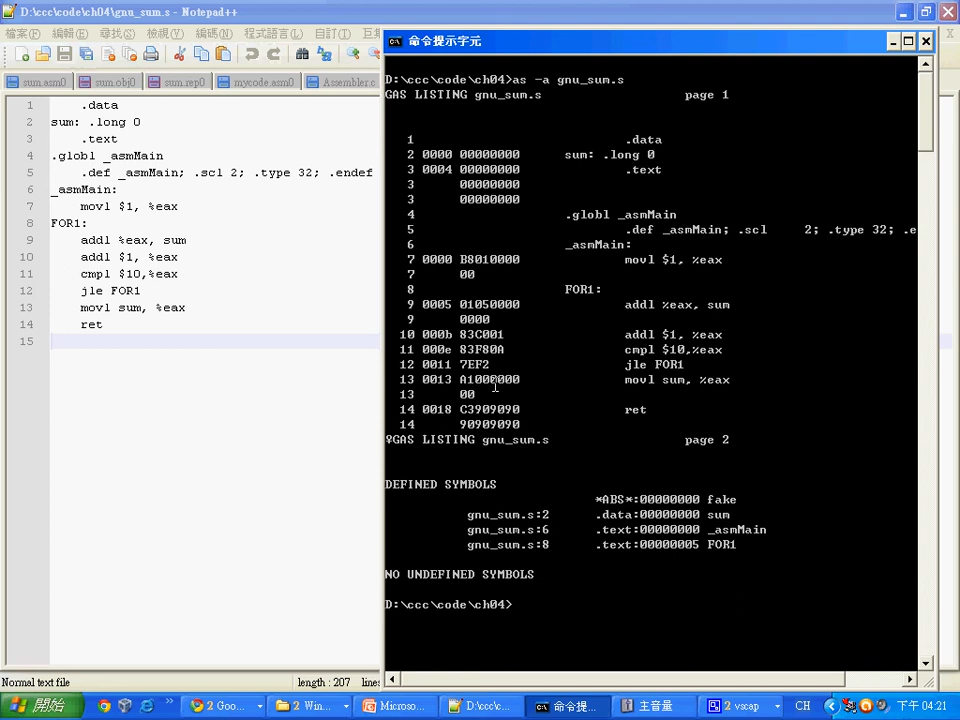 D:\ccc\code\ch04\gnu_sum.s - Notepad++
檔案(F) 編輯(E) 尋找(S) 檢視(V) 編碼(N) 程式語言(L) 自訂(T) X
sum.asm0 sum.obj0 sum.rep0 mycode.asm0 Assembler.c
1 .data
2 sum: .long 0
3 .text
4 .globl _asmMain
5 .def _asmMain; .scl 2; .type 32; .endef
6 _asmMain:
7 movl $1, %eax
8 FOR1:
9 addl %eax, sum
10 addl $1, %eax
11 cmpl $10,%eax
12 jle FOR1
13 movl sum, %eax
14 ret
15
命令提示字元
D:\ccc\code\ch04>as -a gnu_sum.s
GAS LISTING gnu_sum.s page 1
1 .data
2 0000 00000000 sum: .long 0
3 0004 00000000 .text
3 00000000
3 00000000
4 .globl _asmMain
5 .def _asmMain; .scl 2; .type 32; .e
6 _asmMain:
7 0000 B8010000 movl $1, %eax
7 00
8 FOR1:
9 0005 01050000 addl %eax, sum
9 0000
10 000b 83C001 addl $1, %eax
11 000e 83F80A cmpl $10,%eax
12 0011 7EF2 jle FOR1
13 0013 A1000000 movl sum, %eax
13 00
14 0018 C3909090 ret
14 90909090
♀GAS LISTING gnu_sum.s page 2
DEFINED SYMBOLS
*ABS*:00000000 fake
gnu_sum.s:2 .data:00000000 sum
gnu_sum.s:6 .text:00000000 _asmMain
gnu_sum.s:8 .text:00000005 FOR1
NO UNDEFINED SYMBOLS
D:\ccc\code\ch04>
Normal text file length : 207 lines
開始 2 Goo... 2 Win... Microso... D:\ccc\c... 命令提... 主音量 2 vscap CH 下午 04:21